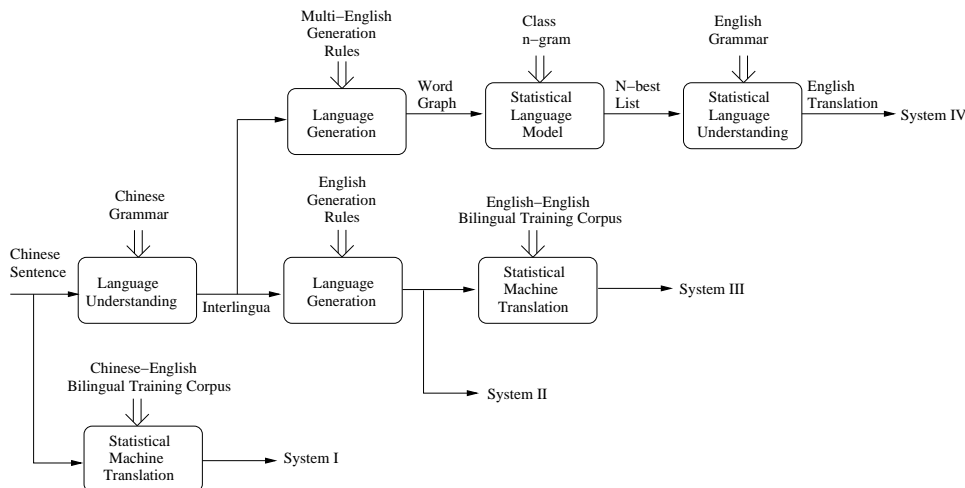 Multi−English
Generation
Rules
Class
n−gram
English
Grammar
Language
Generation
Word
Graph
Statistical
Language
Model
N−best
List
Statistical
Language
Understanding
English
Translation
System IV
Chinese
Grammar
English
Generation
Rules
English−English
Bilingual Training Corpus
Chinese
Sentence
Language
Understanding
Interlingua
Language
Generation
Statistical
Machine
Translation
System III
Chinese−English
Bilingual Training Corpus
System II
Statistical
Machine
Translation
System I